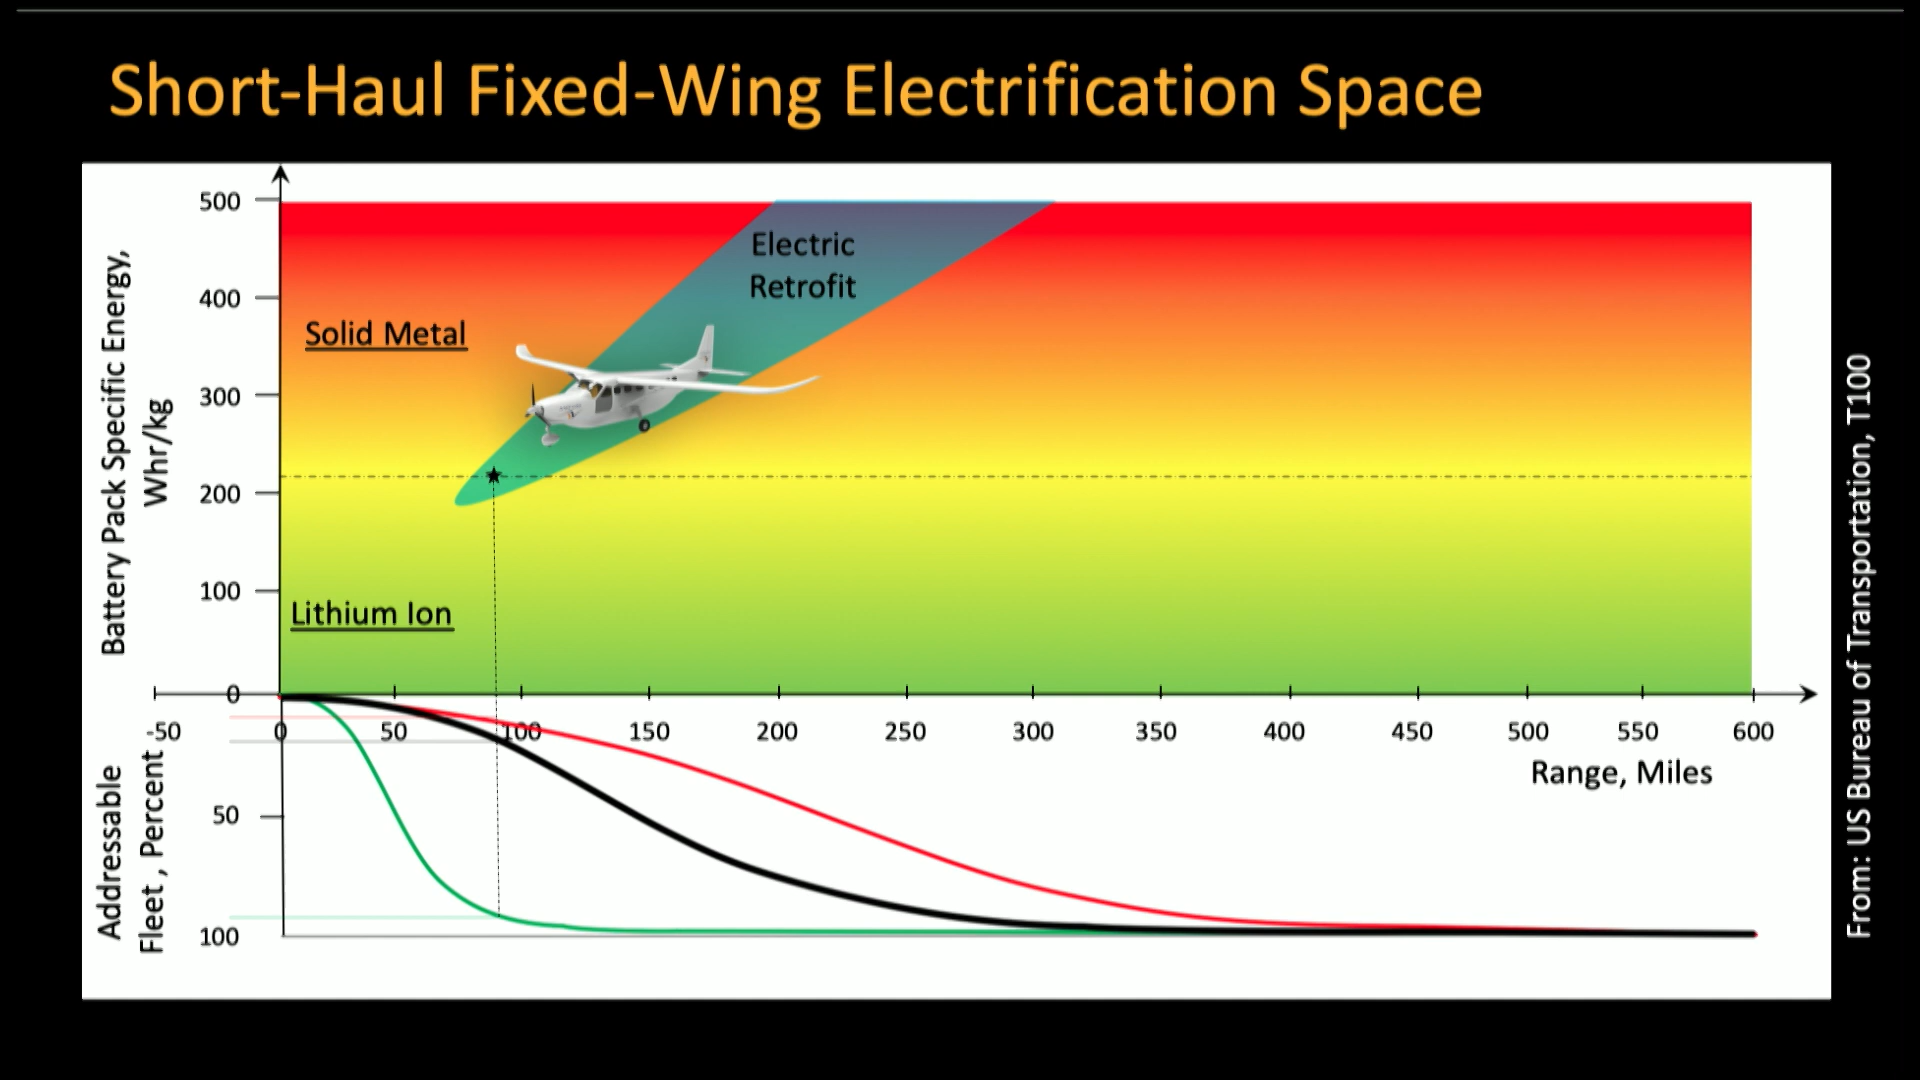 Short-Haul Fixed-Wing Electrification Space
500
400
300
200
100
0
Battery Pack Specific Energy,
Whr/kg
Electric
Retrofit
Solid Metal
Lithium Ion
-50
0
50
100
150
200
250
300
350
400
450
500
550
600
Range, Miles
50
100
Addressable
Fleet , Percent
From: US Bureau of Transportation, T100